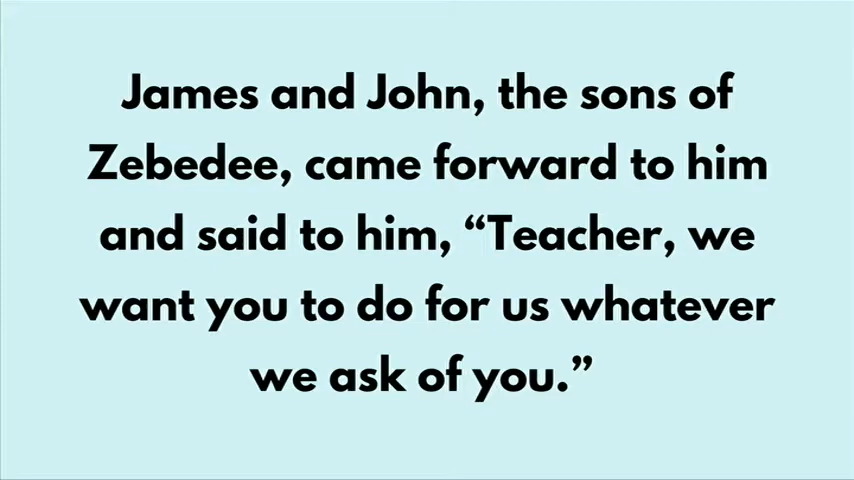 James and John, the sons of
Zebedee, came forward to him
and said to him, “Teacher, we
want you to do for us whatever
we ask of you.”